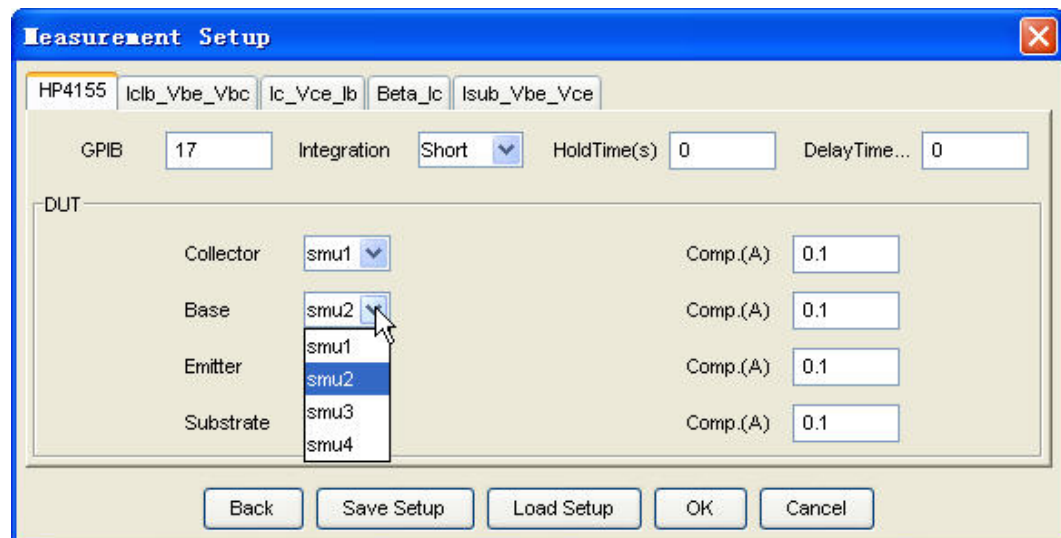 Measurement Setup
HP4155 IcIb_Vbe_Vbc Ic_Vce_Ib Beta_Ic Isub_Vbe_Vce
GPIB 17 Integration Short HoldTime(s) 0 DelayTime... 0
DUT
Collector smu1 Comp.(A) 0.1
Base smu2 Comp.(A) 0.1
smu1
Emitter Comp.(A) 0.1
smu2
smu3
Substrate Comp.(A) 0.1
smu4
Back Save Setup Load Setup OK Cancel